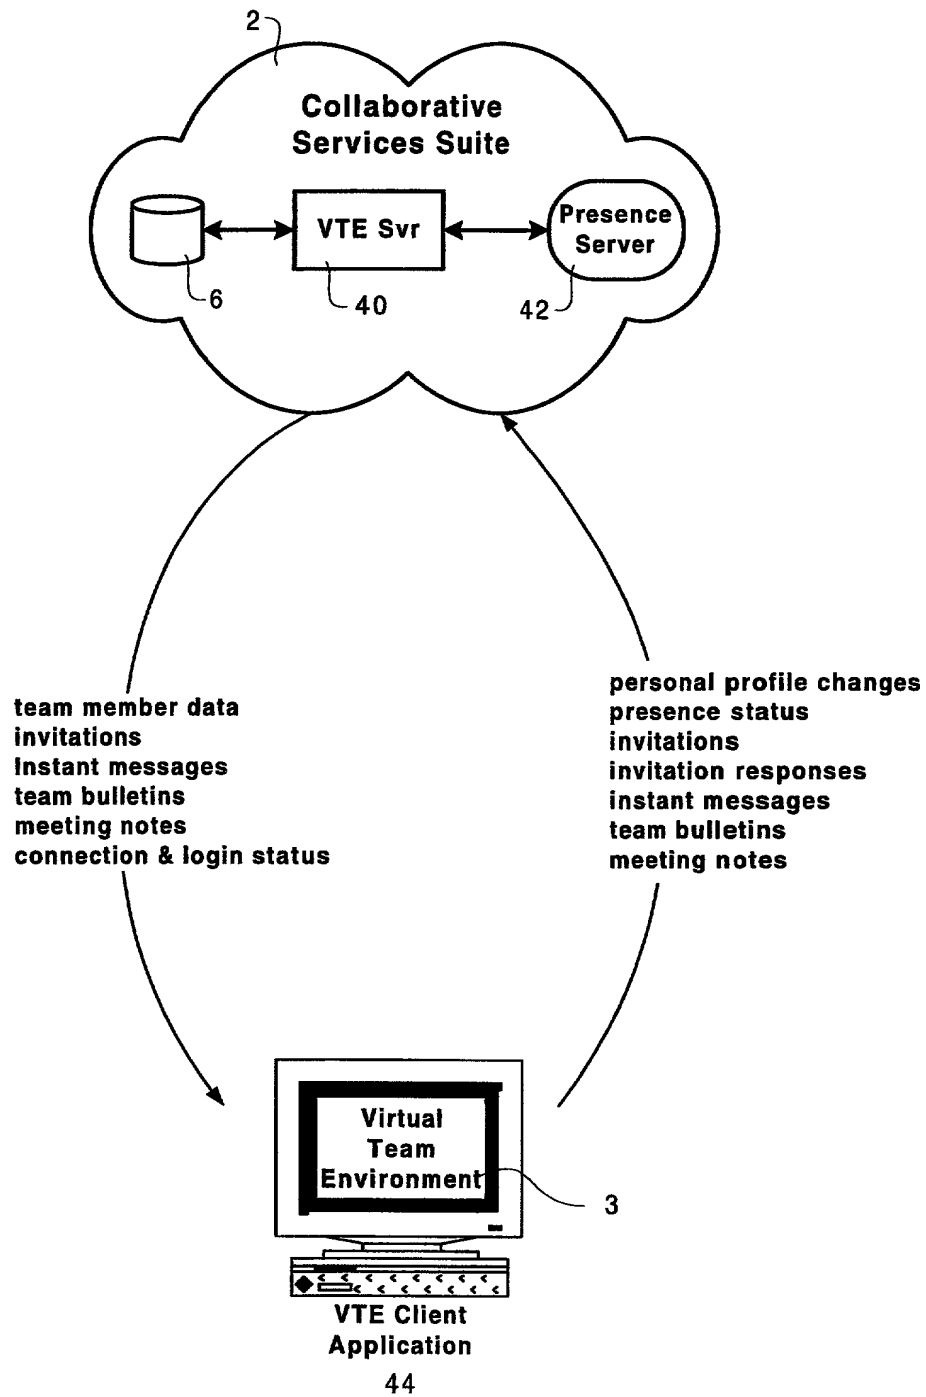 2
Collaborative
Services Suite
VTE Svr
Presence
Server
6
40
42
team member data
invitations
Instant messages
team bulletins
meeting notes
connection & login status
personal profile changes
presence status
invitations
invitation responses
instant messages
team bulletins
meeting notes
Virtual
Team
Environment
3
VTE Client
Application
44